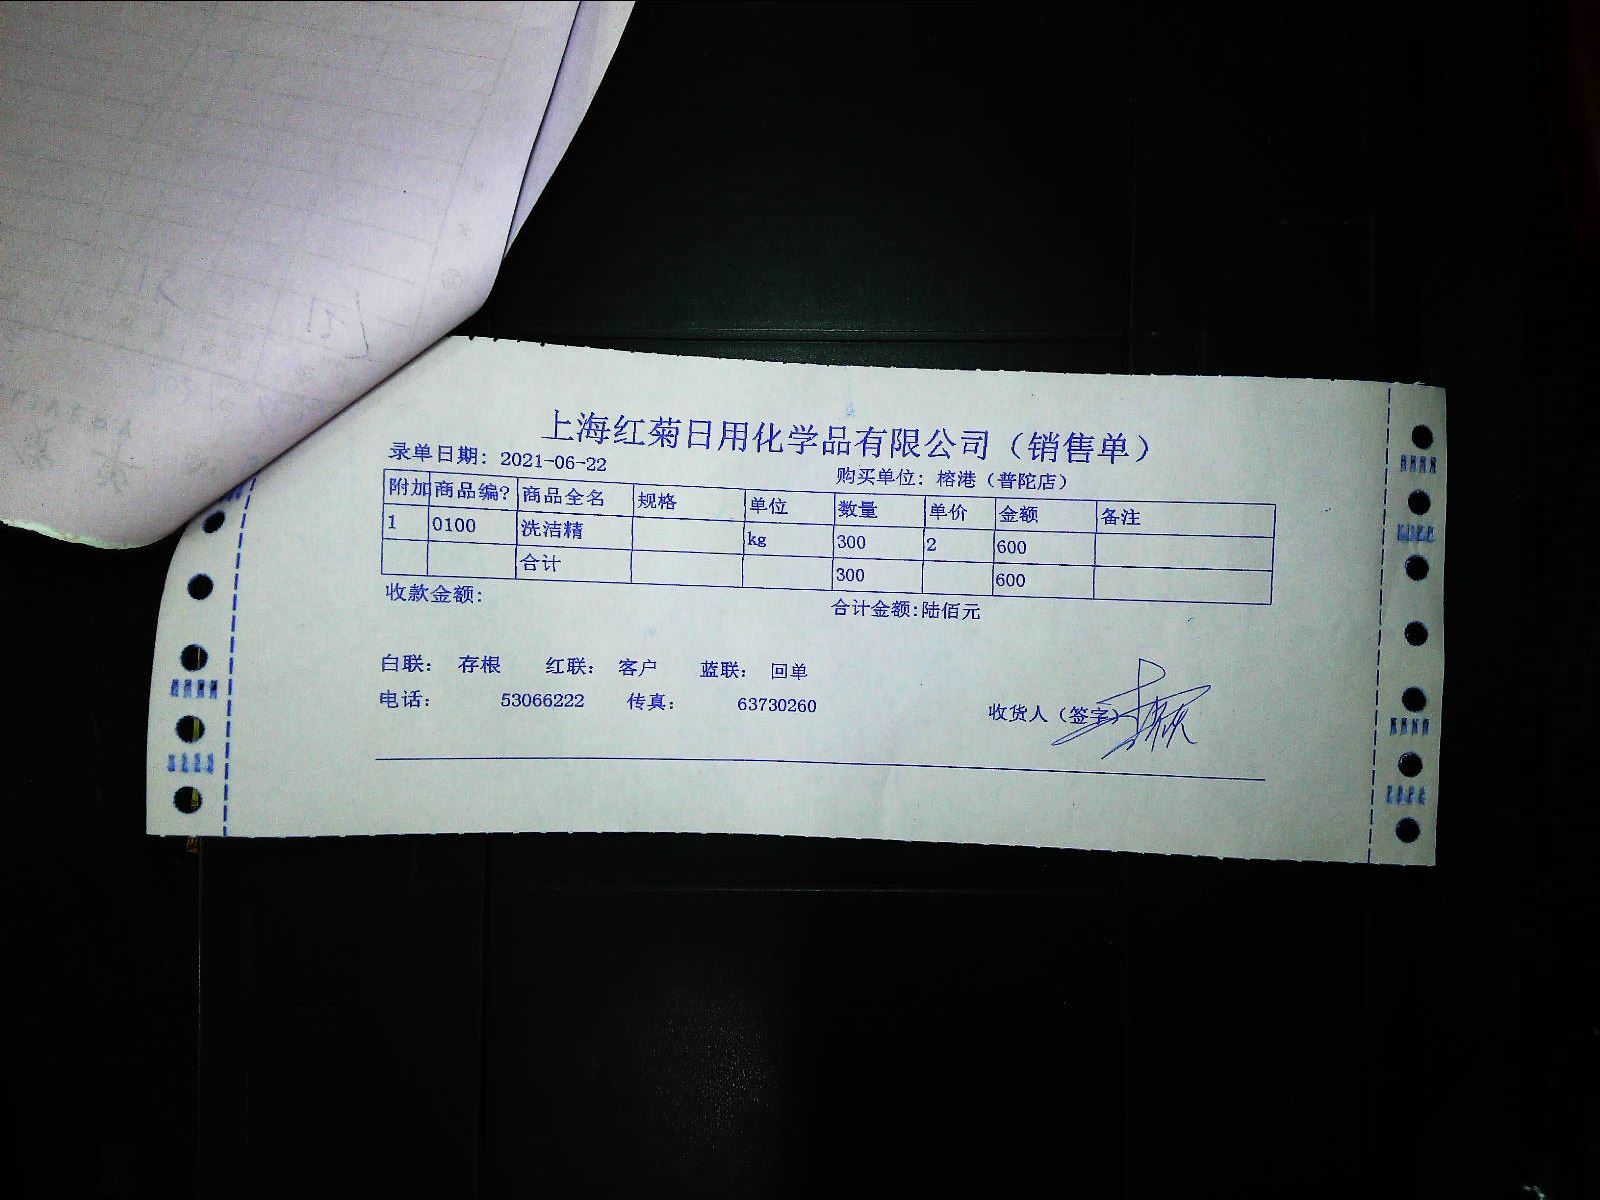 上海红菊日用化学品有限公司（销售单）
录单日期: 2021-06-22 购买单位: 榕港（普陀店）
附加 商品编? 商品全名 规格 单位 数量 单价 金额 备注
1 0100 洗洁精 kg 300 2 600
合计 300 600
收款金额: 合计金额:陆佰元
白联: 存根 红联: 客户 蓝联: 回单
电话: 53066222 传真: 63730260 收货人（签字）